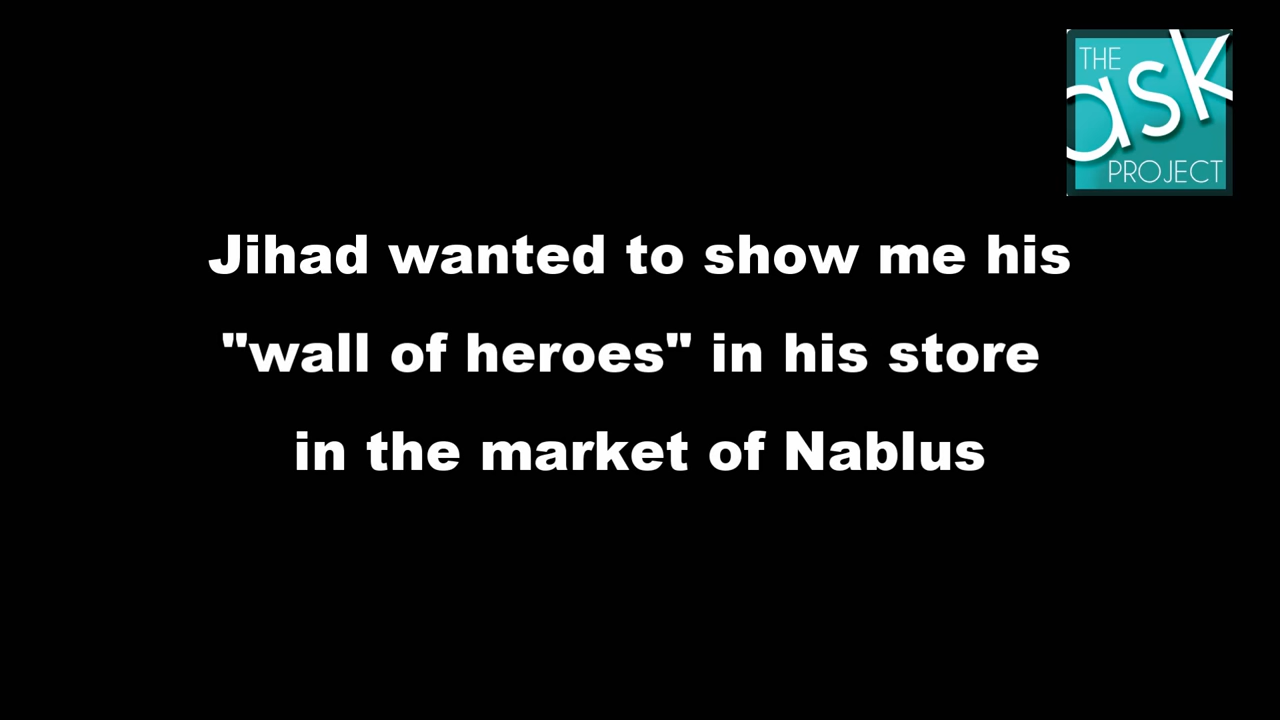 THE
ask
PROJECT
Jihad wanted to show me his
"wall of heroes" in his store
in the market of Nablus